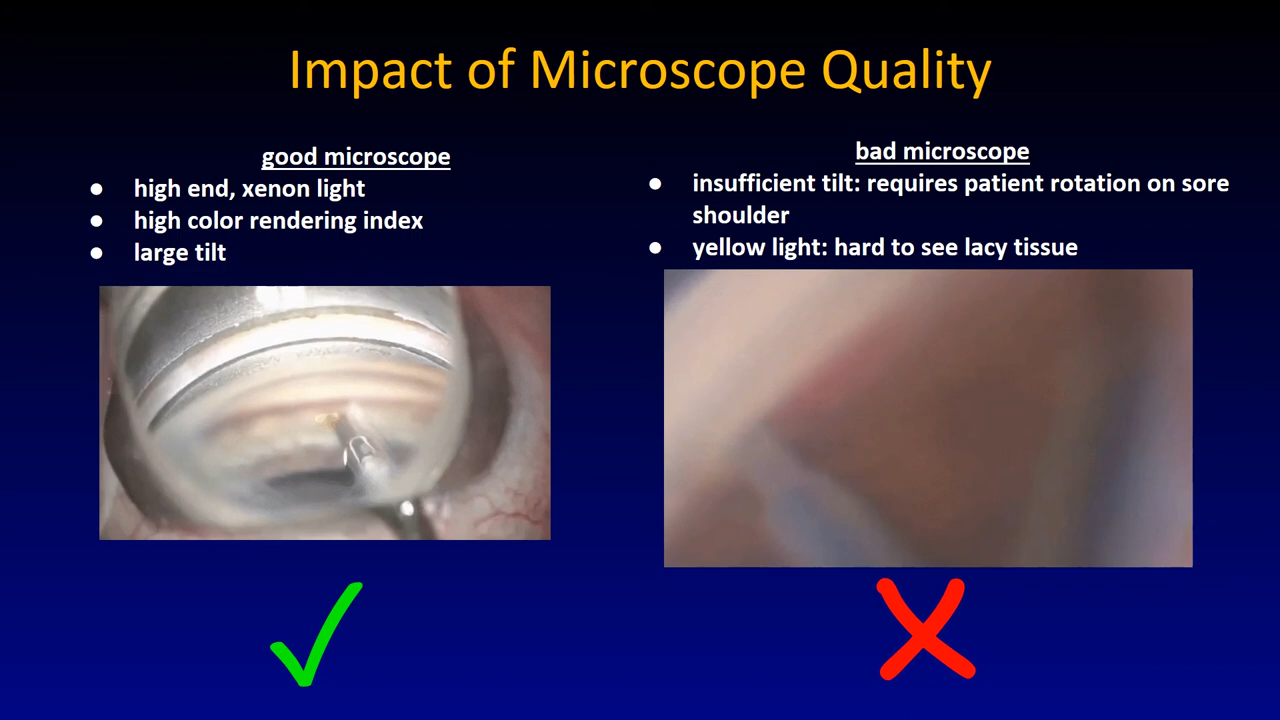 Impact of Microscope Quality
good microscope
● high end, xenon light
● high color rendering index
● large tilt
bad microscope
● insufficient tilt: requires patient rotation on sore
shoulder
● yellow light: hard to see lacy tissue